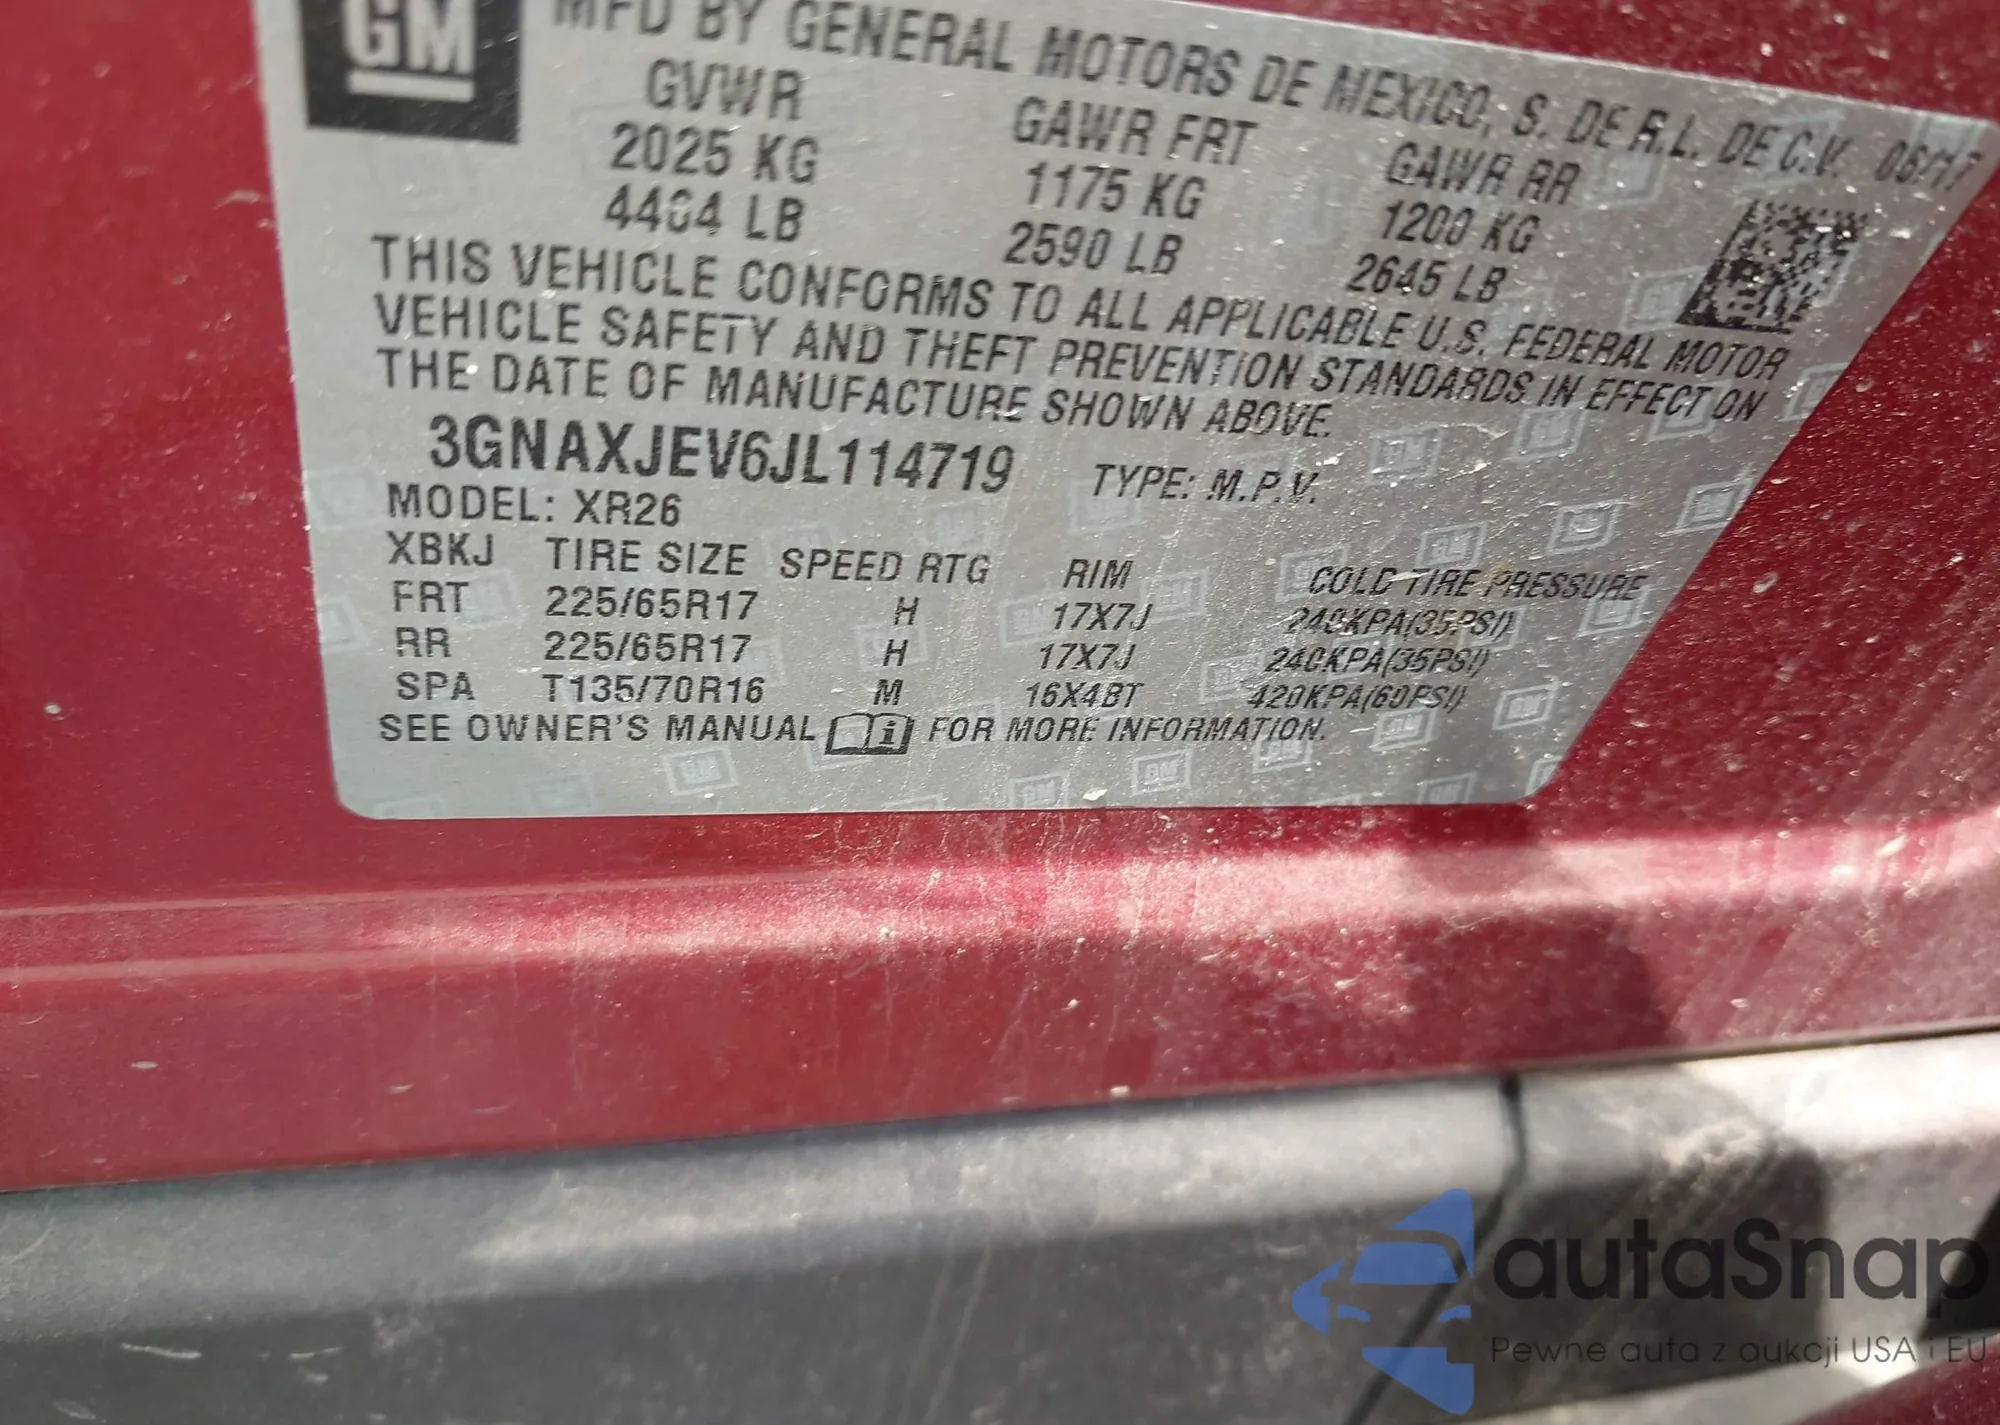 GM
MFD BY GENERAL MOTORS DE MEXICO, S. DE R.L. DE C.V. 06/17
GVWR GAWR FRT GAWR RR
2025 KG 1175 KG 1200 KG
4464 LB 2590 LB 2645 LB
THIS VEHICLE CONFORMS TO ALL APPLICABLE U.S. FEDERAL MOTOR
VEHICLE SAFETY AND THEFT PREVENTION STANDARDS IN EFFECT ON
THE DATE OF MANUFACTURE SHOWN ABOVE.
3GNAXJEV6JL114719 TYPE: M.P.V.
MODEL: XR26
XBKJ TIRE SIZE SPEED RTG RIM COLD TIRE PRESSURE
FRT 225/65R17 H 17X7J 240KPA(35PSI)
RR 225/65R17 H 17X7J 240KPA(35PSI)
SPA T135/70R16 M 16X4BT 420KPA(60PSI)
SEE OWNER'S MANUAL FOR MORE INFORMATION.
autaSnap
Pewne auta z aukcji USA i EU